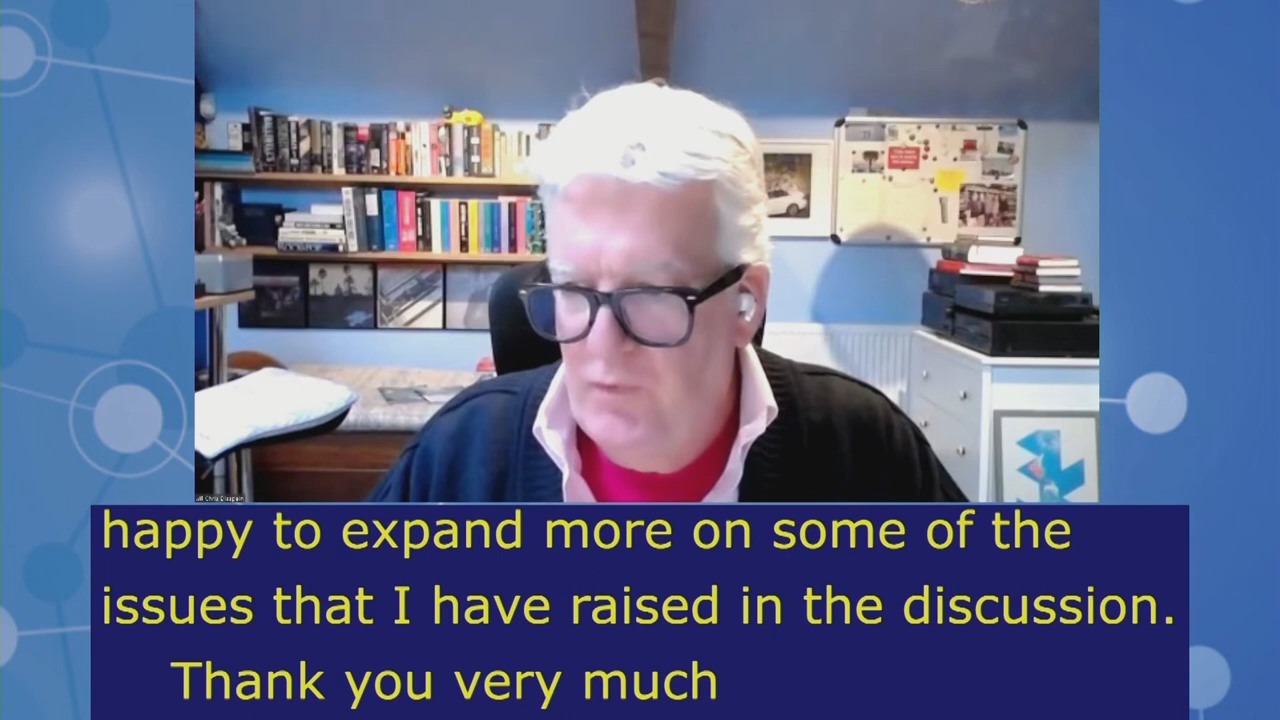 happy to expand more on some of the
issues that I have raised in the discussion.
Thank you very much